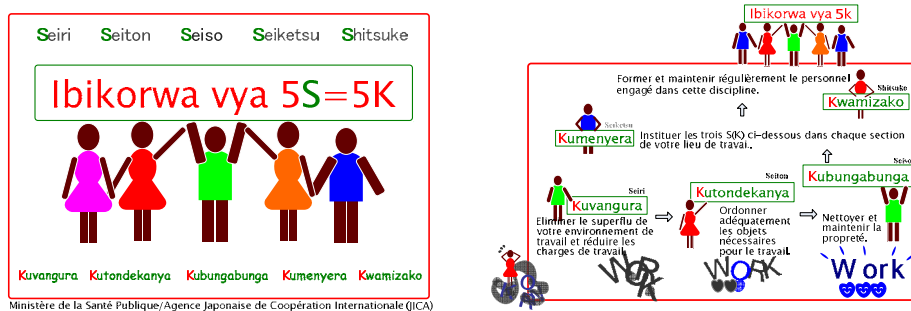 Seiri Seiton Seiso Seiketsu Shitsuke
Ibikorwa vya 5S=5K
Kuvangura Kutondekanya Kubungabunga Kumenyera Kwamizako
Ministère de la Santé Publique/Agence Japonaise de Coopération Internationale (JICA)
Ibikorwa vya 5k
Former et maintenir régulièrement le personnel
engagé dans cette discipline.
Shitsuke
Kwamizako
Seiketsu
Kumenyera
Instituer les trois S(K) ci-dessous dans chaque section
de votre lieu de travai..
Seiso
Kubungabunga
Seiri
Kuvangura
Eliminer le superflu de
votre environnement de
travail et réduire les
charges de travail.
Seiton
Kutondekanya
Ordonner
adéquatement
les objets
nécessaires
pour le travail.
Nettoyer et
maintenir la
propreté.
WORK
WORK
WORK
Work